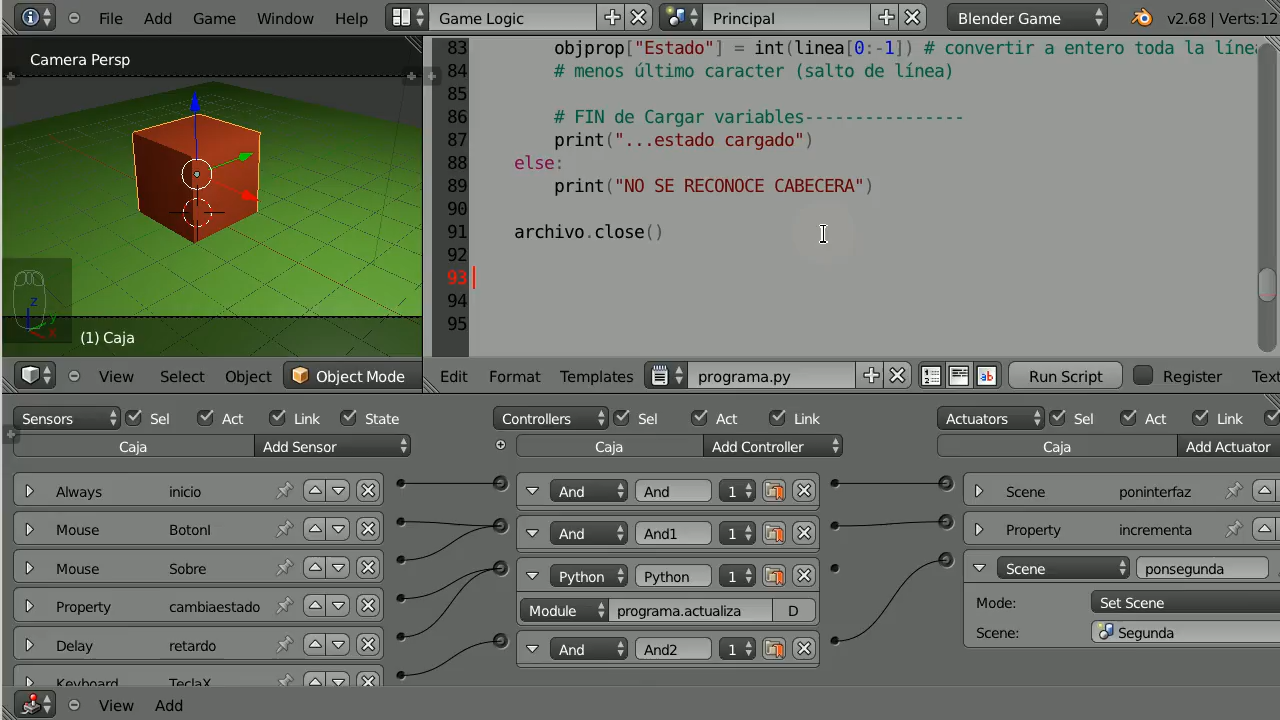 File Add Game Window Help Game Logic Principal Blender Game v2.68 | Verts:12
Camera Persp
(1) Caja
83 objprop["Estado"] = int(linea[0:-1]) # convertir a entero toda la línea
84 # menos último caracter (salto de línea)
85
86 # FIN de Cargar variables----------------
87 print("...estado cargado")
88 else:
89 print("NO SE RECONOCE CABECERA")
90
91 archivo.close()
92
93
94
95
View Select Object Object Mode Edit Format Templates programa.py Run Script Register Text
Sensors Sel Act Link State Controllers Sel Act Link Actuators Sel Act Link
Caja Add Sensor Caja Add Controller Caja Add Actuator
Always inicio And And 1 Scene poninterfaz
Mouse BotonI And And1 1 Property incrementa
Mouse Sobre Python Python 1 Scene ponsegunda
Property cambiaestado Module programa.actualiza D Mode: Set Scene
Delay retardo And And2 1 Scene: Segunda
Keyboard TeclaX
View Add